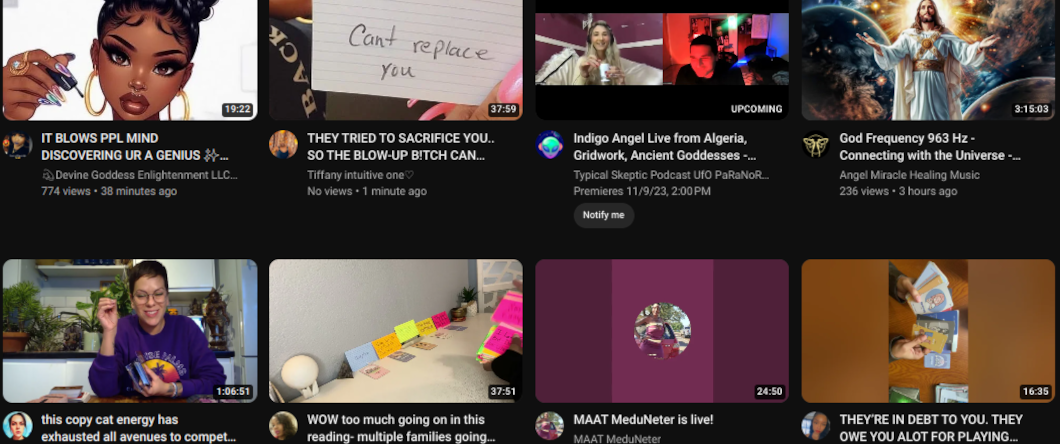 Cant replace
you
BLACK
19:22
37:59
UPCOMING
3:15:03
IT BLOWS PPL MIND
DISCOVERING UR A GENIUS ✨...
Devine Goddess Enlightenment LLC...
774 views • 38 minutes ago
THEY TRIED TO SACRIFICE YOU..
SO THE BLOW-UP B!TCH CAN...
Tiffany intuitive one♡
No views • 1 minute ago
Indigo Angel Live from Algeria,
Gridwork, Ancient Goddesses -...
Typical Skeptic Podcast UfO PaRaNoR...
Premieres 11/9/23, 2:00 PM
Notify me
God Frequency 963 Hz -
Connecting with the Universe -...
Angel Miracle Healing Music
236 views • 3 hours ago
1:06:51
37:51
24:50
16:35
this copy cat energy has
exhausted all avenues to compet...
WOW too much going on in this
reading- multiple families going...
MAAT MeduNeter is live!
MAAT MeduNeter
THEY'RE IN DEBT TO YOU. THEY
OWE YOU ALOT FOR PLAYING...